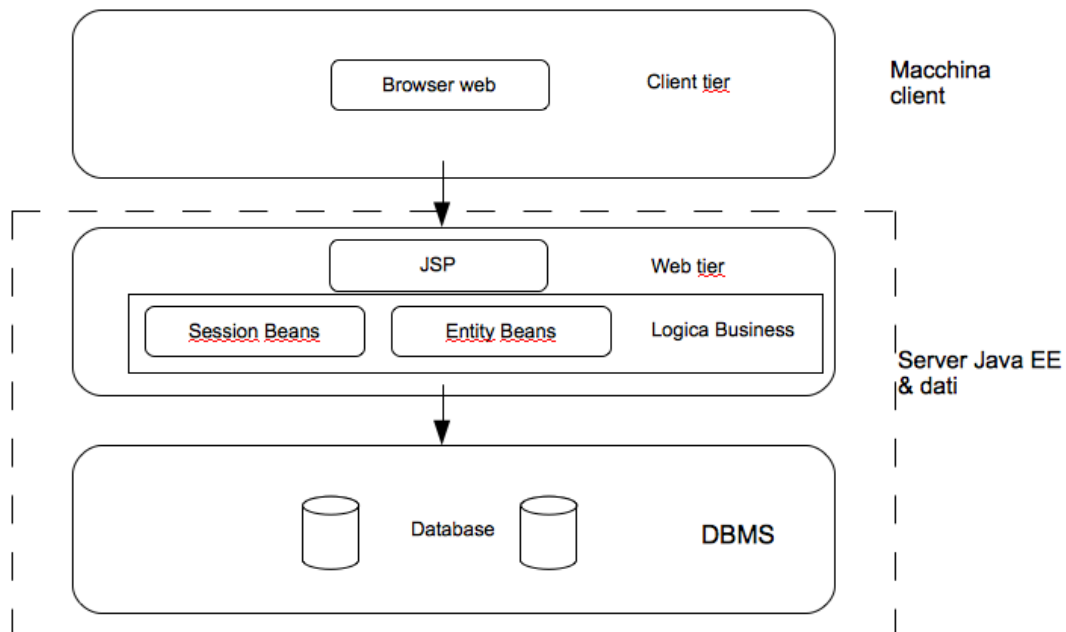 Browser web
Client tier
Macchina
client
JSP
Web tier
Session Beans
Entity Beans
Logica Business
Server Java EE
& dati
Database
DBMS